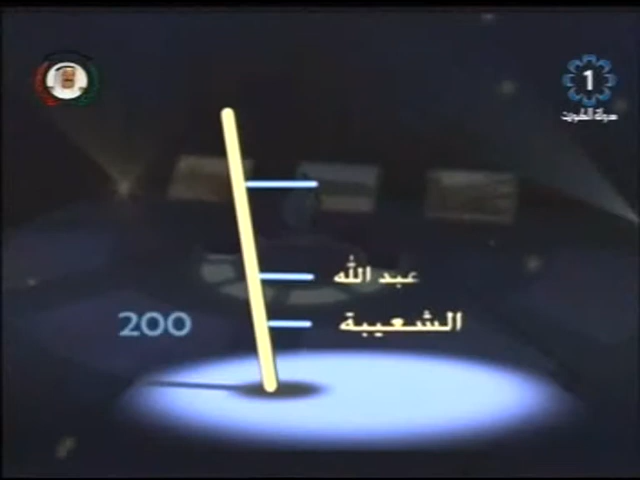 1
دولة الكويت
عبد الله
200 الشعيبة